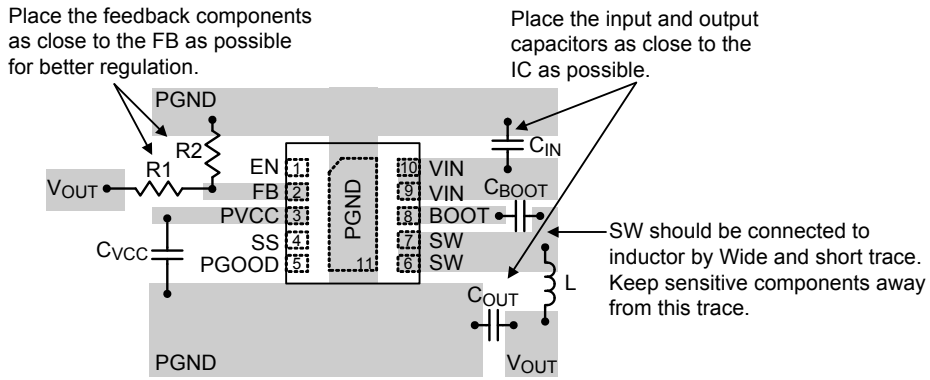 Place the feedback components
as close to the FB as possible
for better regulation.
Place the input and output
capacitors as close to the
IC as possible.
PGND
R2
R1
VOUT
CIN
EN 1
FB 2
PVCC 3
SS 4
PGOOD 5
PGND
11
10 VIN
9 VIN
8 BOOT
7 SW
6 SW
CBOOT
CVCC
SW should be connected to
inductor by Wide and short trace.
Keep sensitive components away
from this trace.
L
COUT
PGND
VOUT